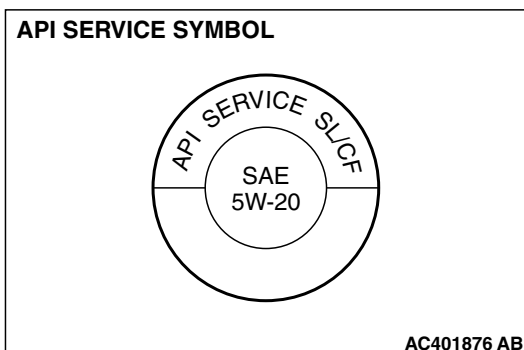 API SERVICE SYMBOL
API SERVICE SL/CF
SAE
5W-20
AC401876 AB